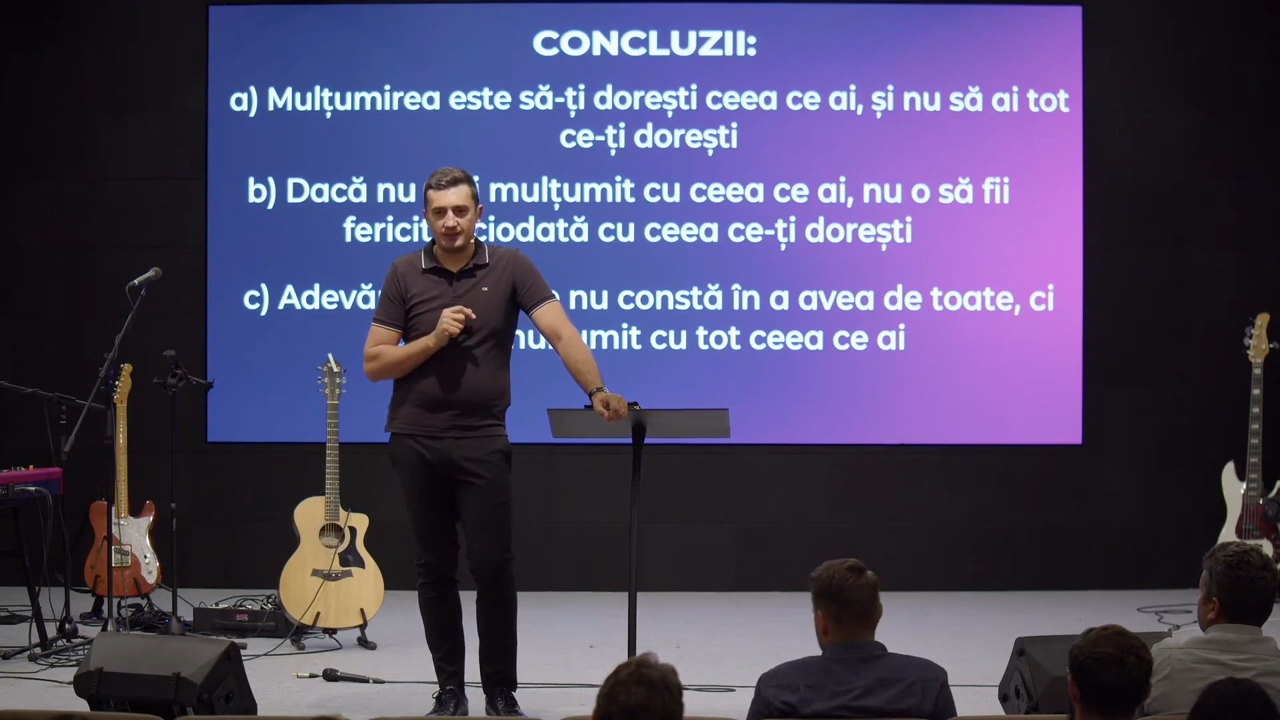 CONCLUZII:
a) Mulțumirea este să-ți dorești ceea ce ai, și nu să ai tot
ce-ți dorești
b) Dacă nu mulțumit cu ceea ce ai, nu o să fii
cu ceea ce-ți dorești
c) nu constă în a avea de toate, ci
cu tot ceea ce ai